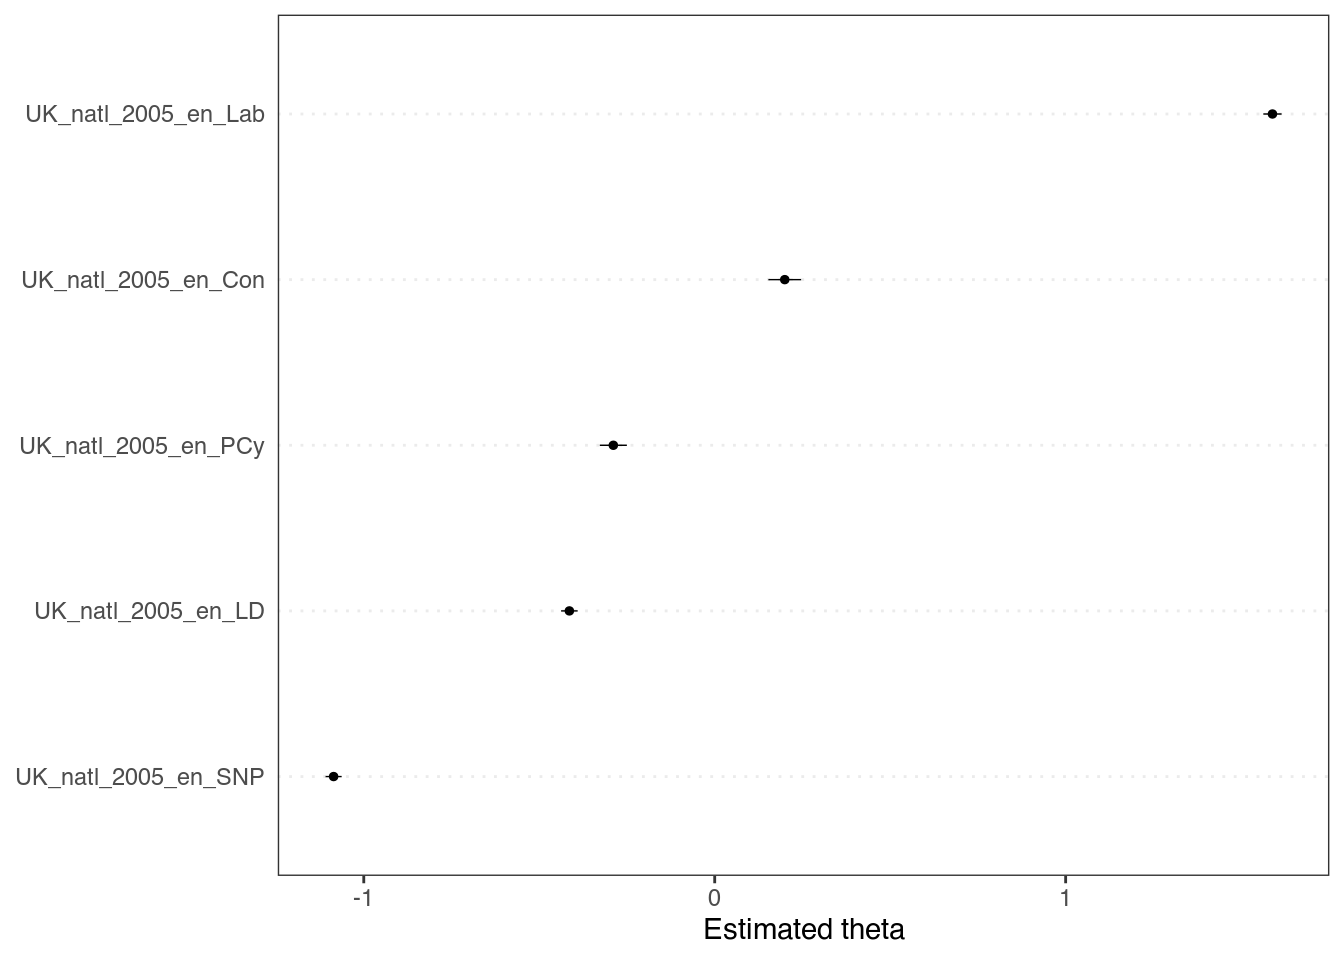 UK_natl_2005_en_Lab
UK_natl_2005_en_Con
UK_natl_2005_en_PCy
UK_natl_2005_en_LD
UK_natl_2005_en_SNP
-1 0 1
Estimated theta